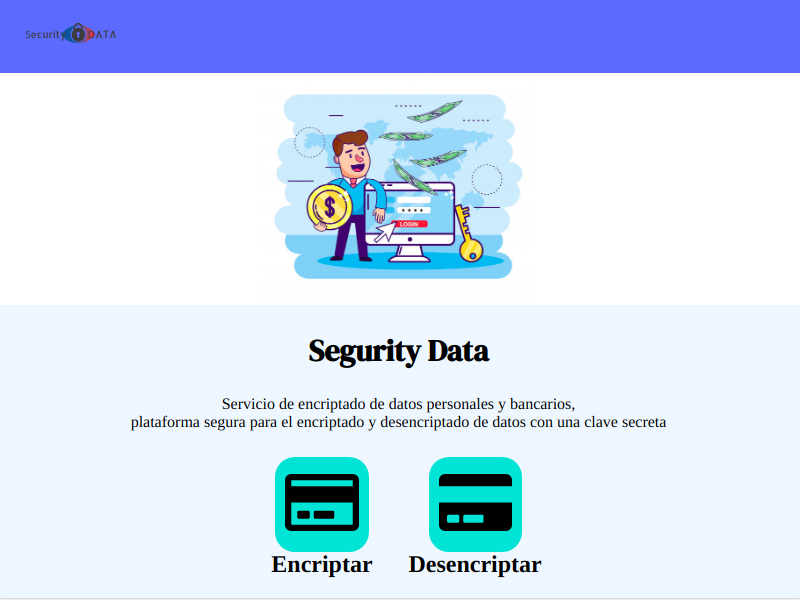 Security DATA
$
LOGIN
Segurity Data
Servicio de encriptado de datos personales y bancarios,
plataforma segura para el encriptado y desencriptado de datos con una clave secreta
Encriptar Desencriptar